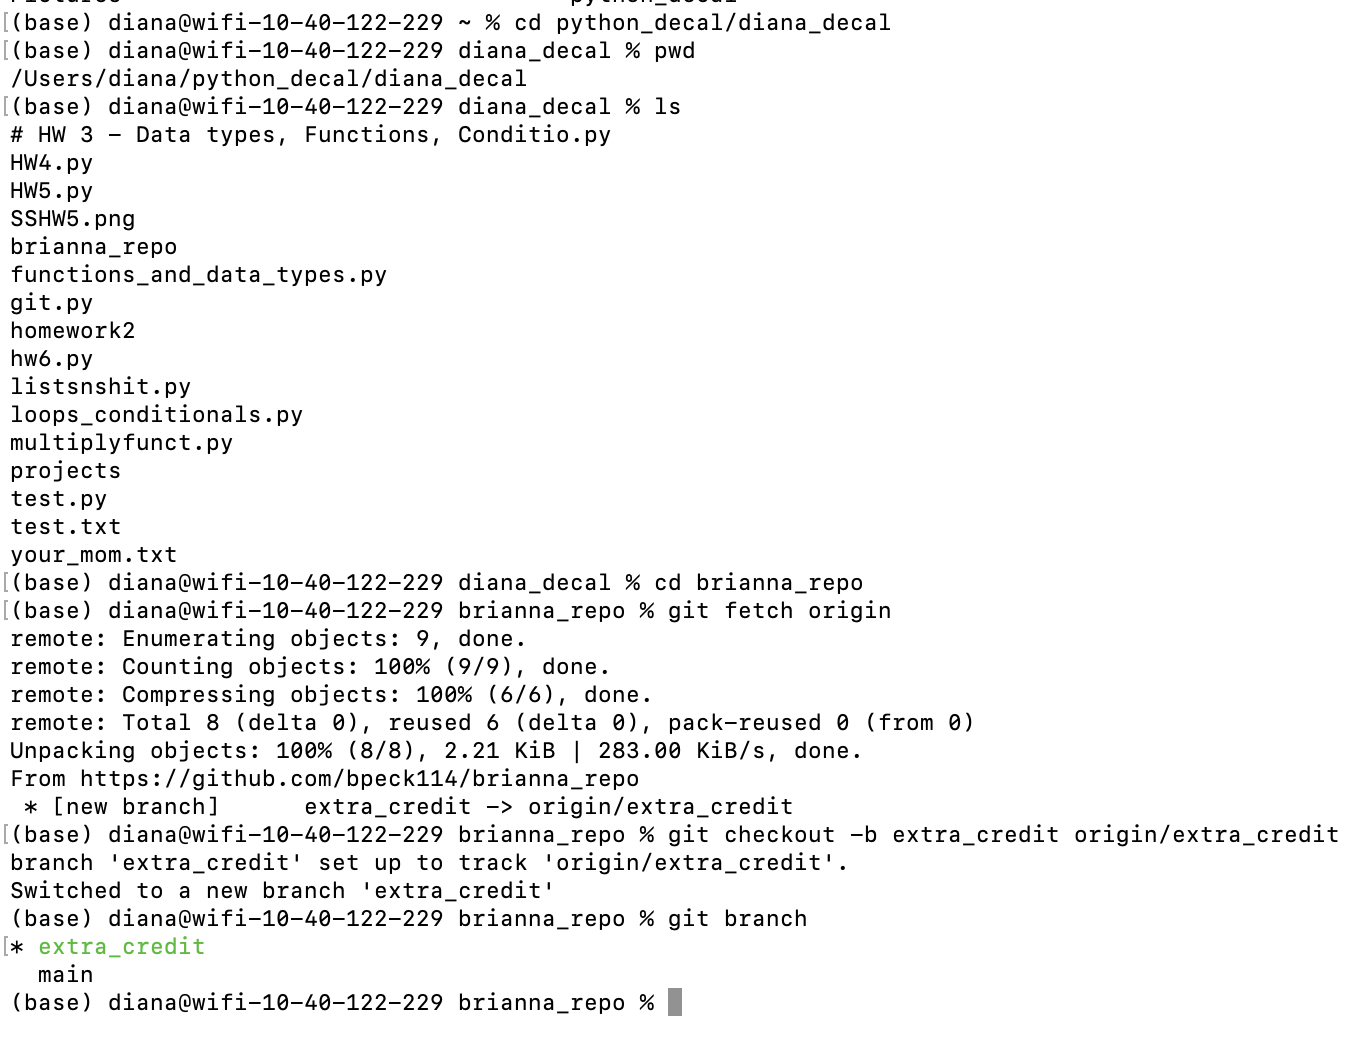 (base) diana@wifi-10-40-122-229 ~ % cd python_decal/diana_decal
[(base) diana@wifi-10-40-122-229 diana_decal % pwd
/Users/diana/python_decal/diana_decal
[(base) diana@wifi-10-40-122-229 diana_decal % ls
# HW 3 - Data types, Functions, Conditio.py
HW4.py
HW5.py
SSHW5.png
brianna_repo
functions_and_data_types.py
git.py
homework2
hw6.py
listsnshit.py
loops_conditionals.py
multiplyfunct.py
projects
test.py
test.txt
your_mom.txt
[(base) diana@wifi-10-40-122-229 diana_decal % cd brianna_repo
[(base) diana@wifi-10-40-122-229 brianna_repo % git fetch origin
remote: Enumerating objects: 9, done.
remote: Counting objects: 100% (9/9), done.
remote: Compressing objects: 100% (6/6), done.
remote: Total 8 (delta 0), reused 6 (delta 0), pack-reused 0 (from 0)
Unpacking objects: 100% (8/8), 2.21 KiB | 283.00 KiB/s, done.
From https://github.com/bpeck114/brianna_repo
 * [new branch]      extra_credit -> origin/extra_credit
[(base) diana@wifi-10-40-122-229 brianna_repo % git checkout -b extra_credit origin/extra_credit
branch 'extra_credit' set up to track 'origin/extra_credit'.
Switched to a new branch 'extra_credit'
(base) diana@wifi-10-40-122-229 brianna_repo % git branch
[* extra_credit
  main
(base) diana@wifi-10-40-122-229 brianna_repo %